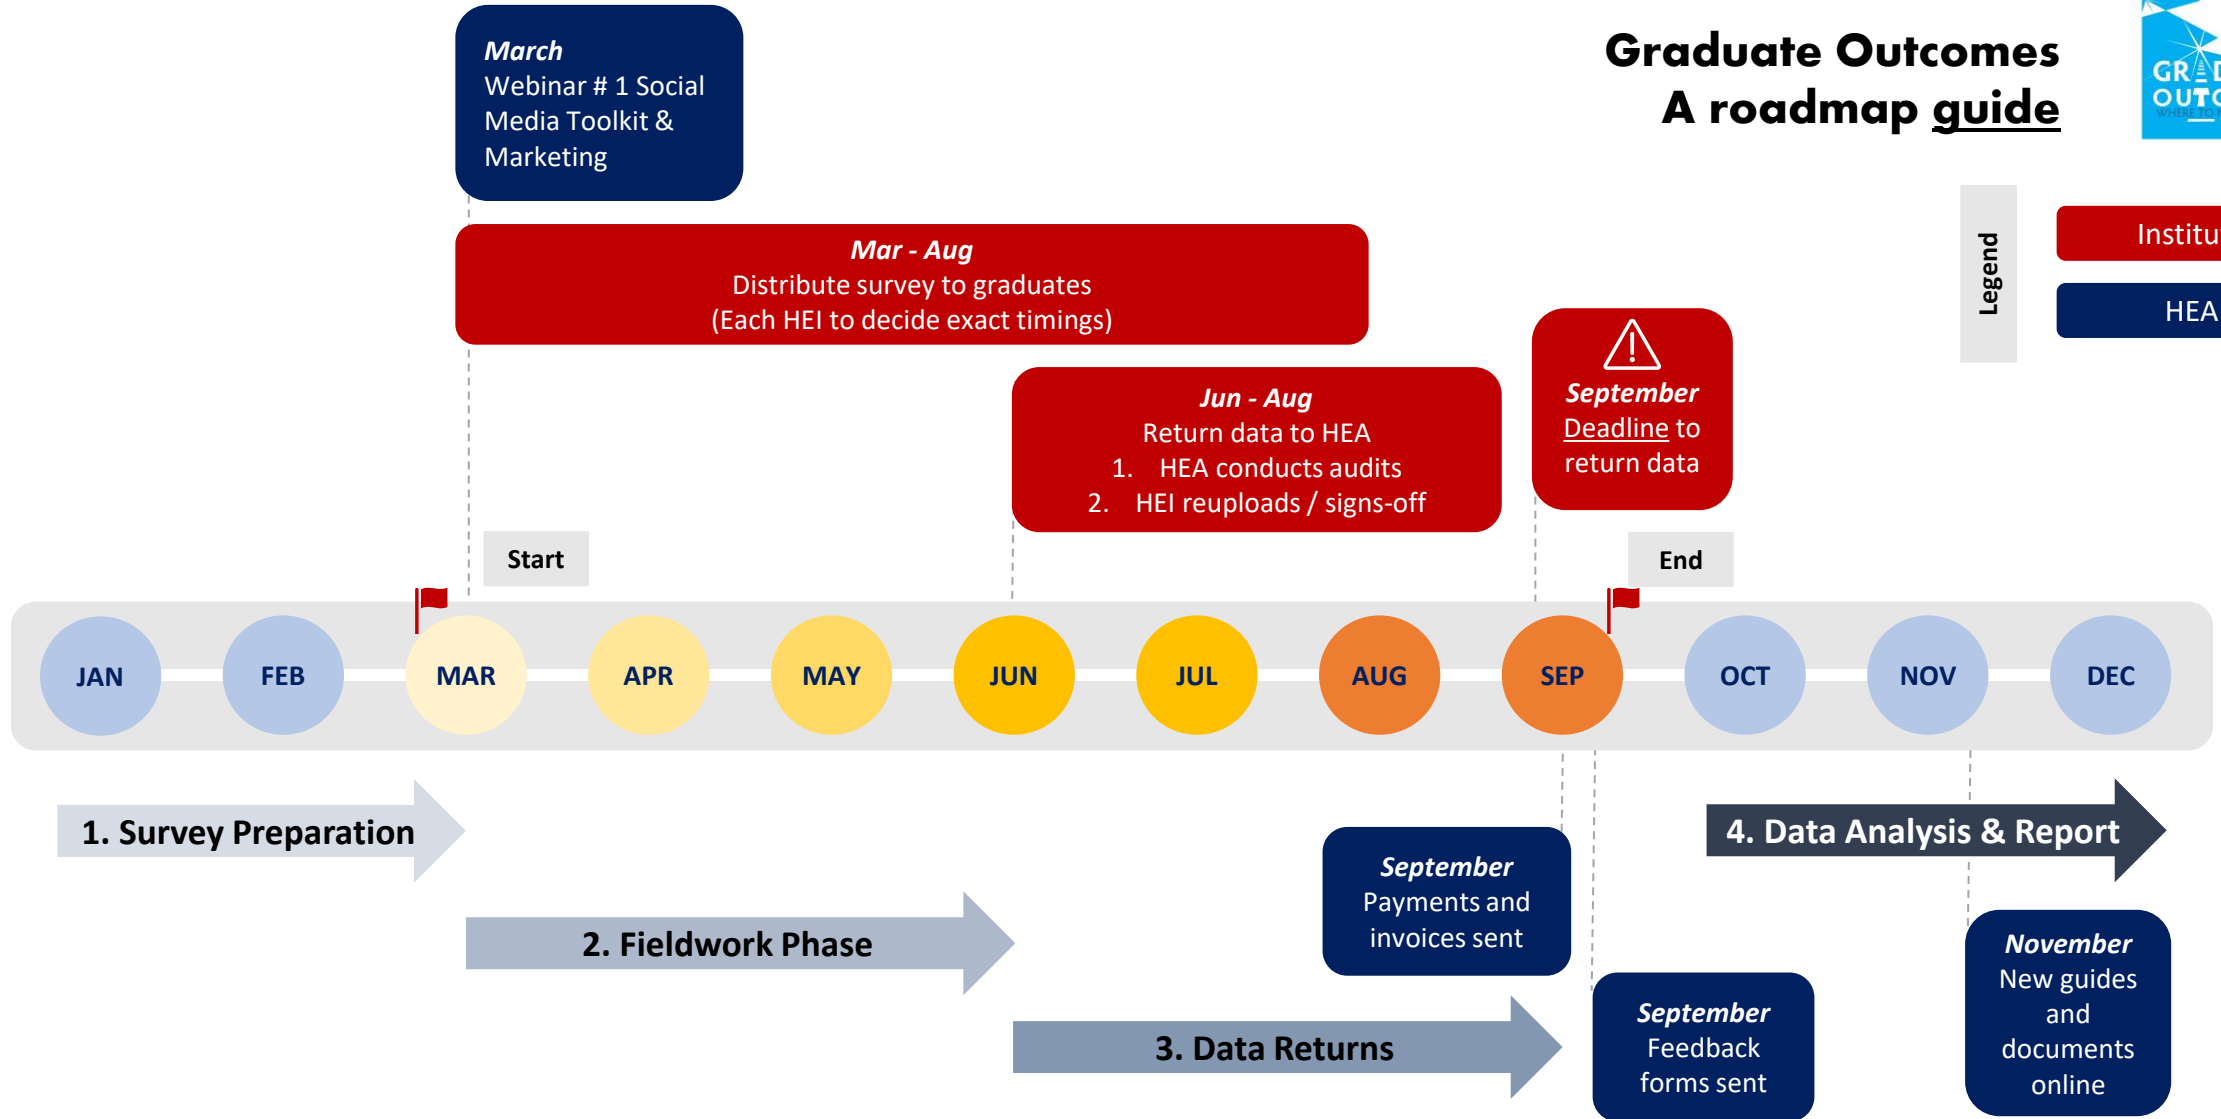 Graduate Outcomes
A roadmap guide
March
Webinar # 1 Social
Media Toolkit &
Marketing
Legend
HEA
Mar - Aug
Distribute survey to graduates
(Each HEI to decide exact timings)
Jun - Aug
Return data to HEA
1. HEA conducts audits
2. HEI reuploads / signs-off
September
Deadline to
return data
Start
End
JAN
FEB
MAR
APR
MAY
JUN
JUL
AUG
SEP
OCT
NOV
DEC
1. Survey Preparation
2. Fieldwork Phase
3. Data Returns
4. Data Analysis & Report
September
Payments and
invoices sent
September
Feedback
forms sent
November
New guides
and
documents
online